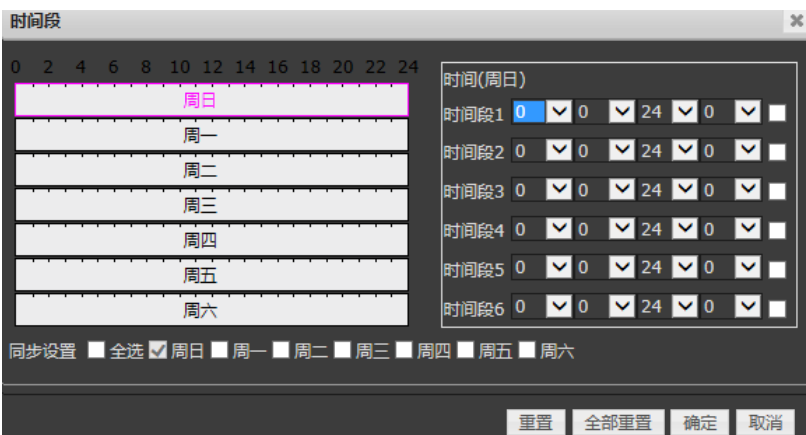 时间段
0 2 4 6 8 10 12 14 16 18 20 22 24
周日
周一
周二
周三
周四
周五
周六
时间(周日)
时间段1 0 0 24 0
时间段2 0 0 24 0
时间段3 0 0 24 0
时间段4 0 0 24 0
时间段5 0 0 24 0
时间段6 0 0 24 0
同步设置 全选 周日 周一 周二 周三 周四 周五 周六
重置 全部重置 确定 取消